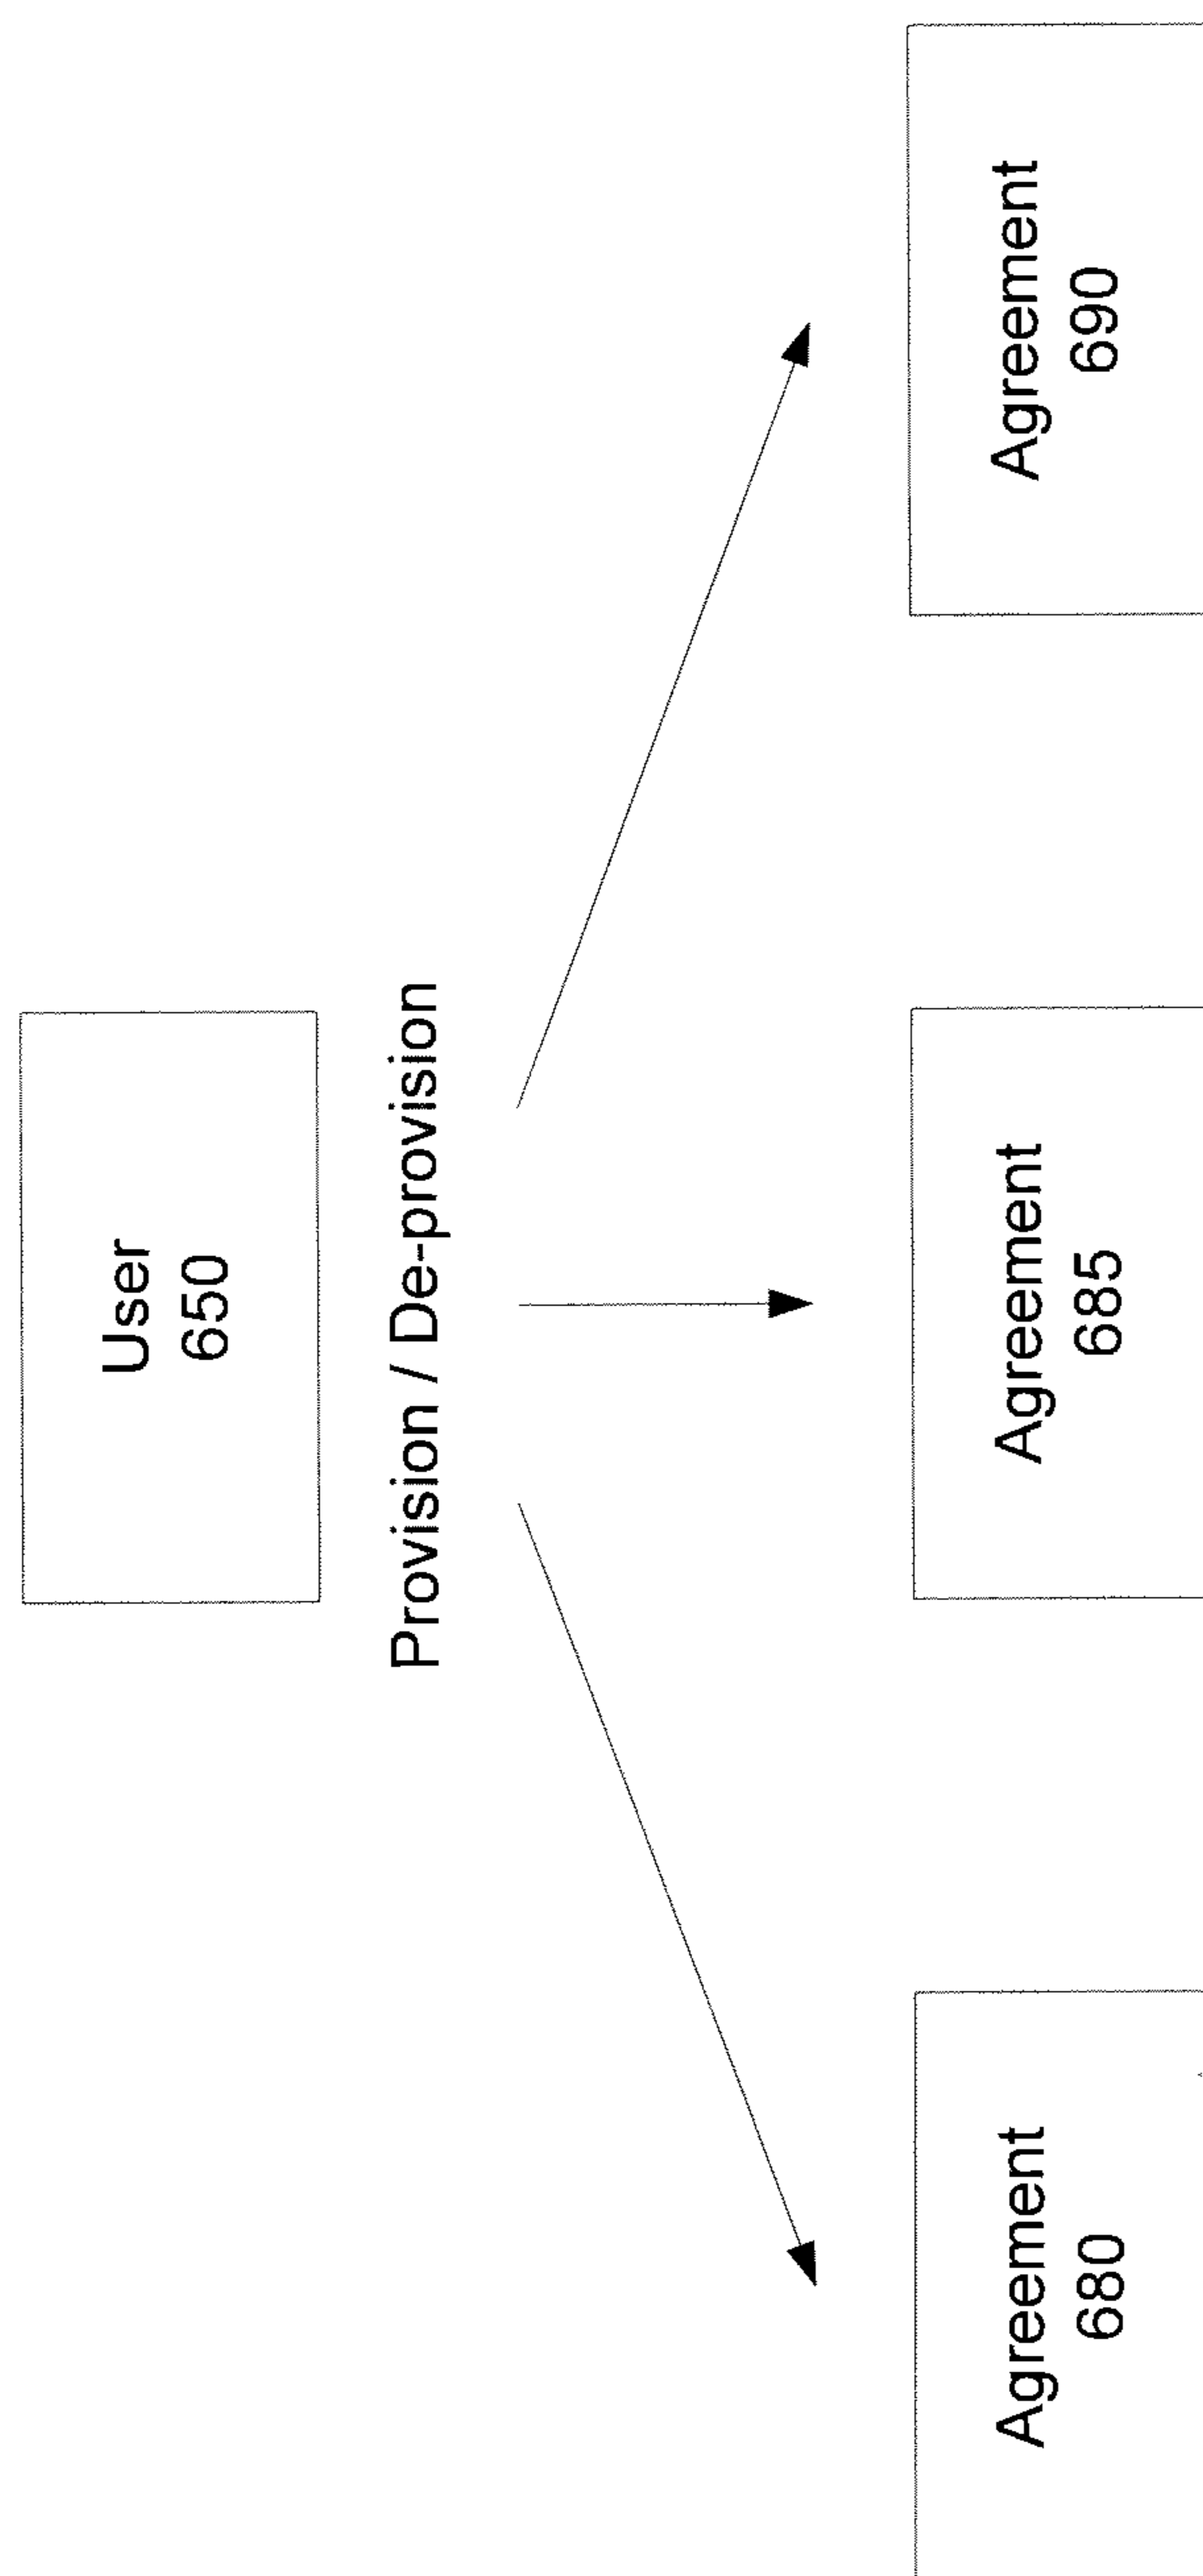 User
650
Provision / De-provision
Agreement
680
Agreement
685
Agreement
690